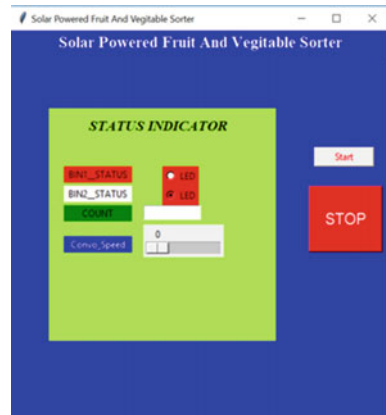 Solar Powered Fruit And Vegitable Sorter
Solar Powered Fruit And Vegitable Sorter
STATUS INDICATOR
Start
BIN1_STATUS LED
BIN2_STATUS LED
STOP
COUNT
0
Convo_Speed